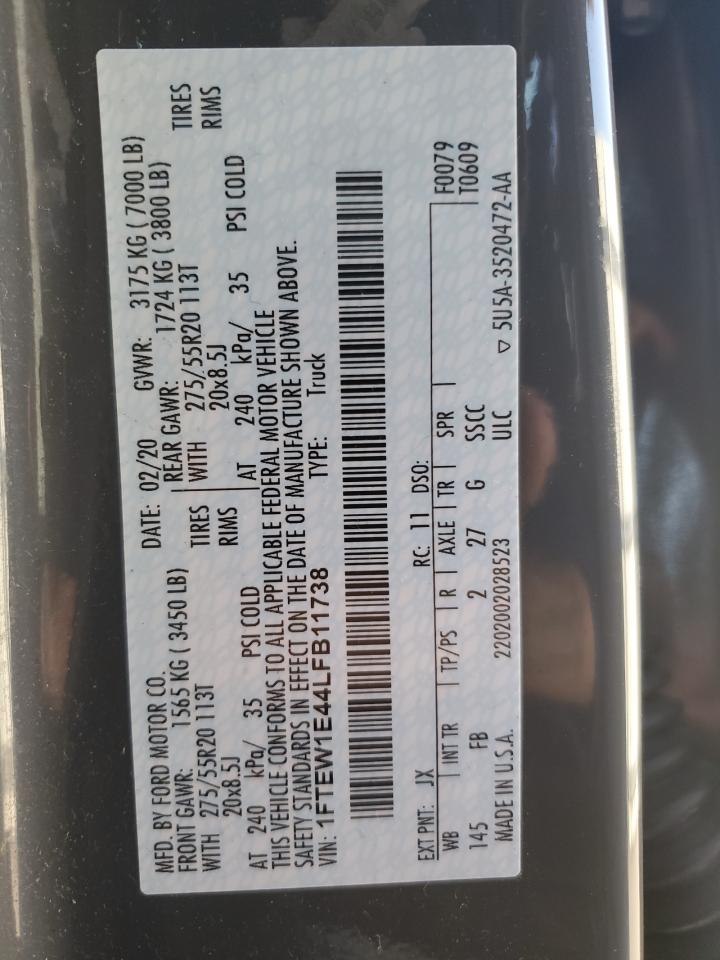 MFD. BY FORD MOTOR CO. DATE: 02/20 GVWR: 3175 KG ( 7000 LB)
FRONT GAWR: 1565 KG ( 3450 LB) REAR GAWR: 1724 KG ( 3800 LB)
WITH 275/55R20 113T TIRES WITH 275/55R20 113T TIRES
20x8.5J RIMS 20x8.5J RIMS
AT 240 kPa/ 35 PSI COLD AT 240 kPa/ 35 PSI COLD
THIS VEHICLE CONFORMS TO ALL APPLICABLE FEDERAL MOTOR VEHICLE
SAFETY STANDARDS IN EFFECT ON THE DATE OF MANUFACTURE SHOWN ABOVE.
VIN: 1FTEW1E44LFB11738 TYPE: Truck
EXT PNT: JX RC: 11 DSO: F0079
WB INT TR TP/PS R AXLE TR SPR T0609
145 FB 2 27 G SSCC
MADE IN U.S.A. 2202002028523 ULC ▽ 5U5A-3520472-AA